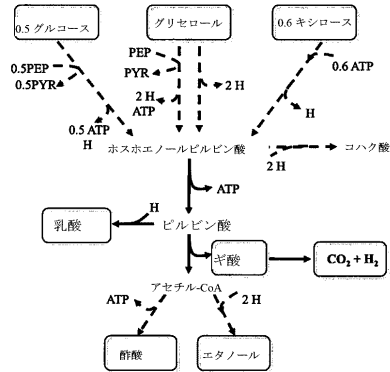 0.5 グルコース
グリセロール
0.6 キシロース
0.5PEP
0.5PYR
0.5 ATP
H
PEP
PYR
2 H
ATP
2 H
0.6 ATP
H
ホスホエノールピルビン酸
2 H
コハク酸
ATP
乳酸
H
ピルビン酸
ギ酸
CO2 + H2
アセチル-CoA
ATP
2 H
酢酸
エタノール